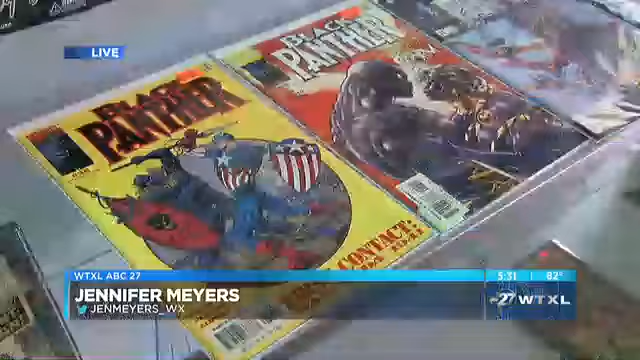 LIVE
BLACK
PANTHER
BLACK
PANTHER
CONTACT:
WTXL ABC 27
JENNIFER MEYERS
JENMEYERS_WX
5:31
82°
27 WTXL